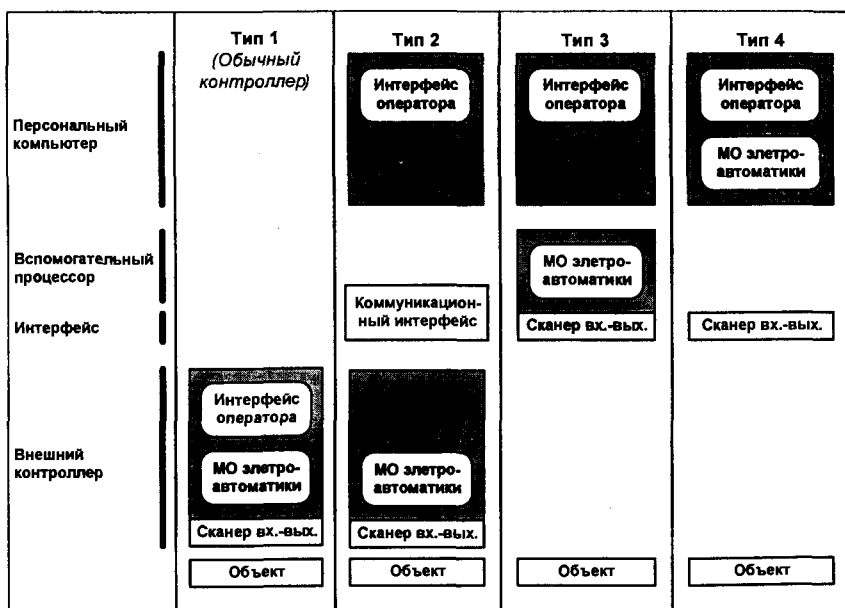 Тип 1
(Обычный
контроллер)
Тип 2
Тип 3
Тип 4
Персональный
компьютер
Интерфейс
оператора
Интерфейс
оператора
Интерфейс
оператора
МО злетро-
автоматики
Вспомогательный
процессор
МО злетро-
автоматики
Интерфейс
Коммуникацион-
ный интерфейс
Сканер вх.-вых.
Сканер вх.-вых.
Внешний
контроллер
Интерфейс
оператора
МО злетро-
автоматики
Сканер вх.-вых.
МО злетро-
автоматики
Сканер вх.-вых.
Объект
Объект
Объект
Объект